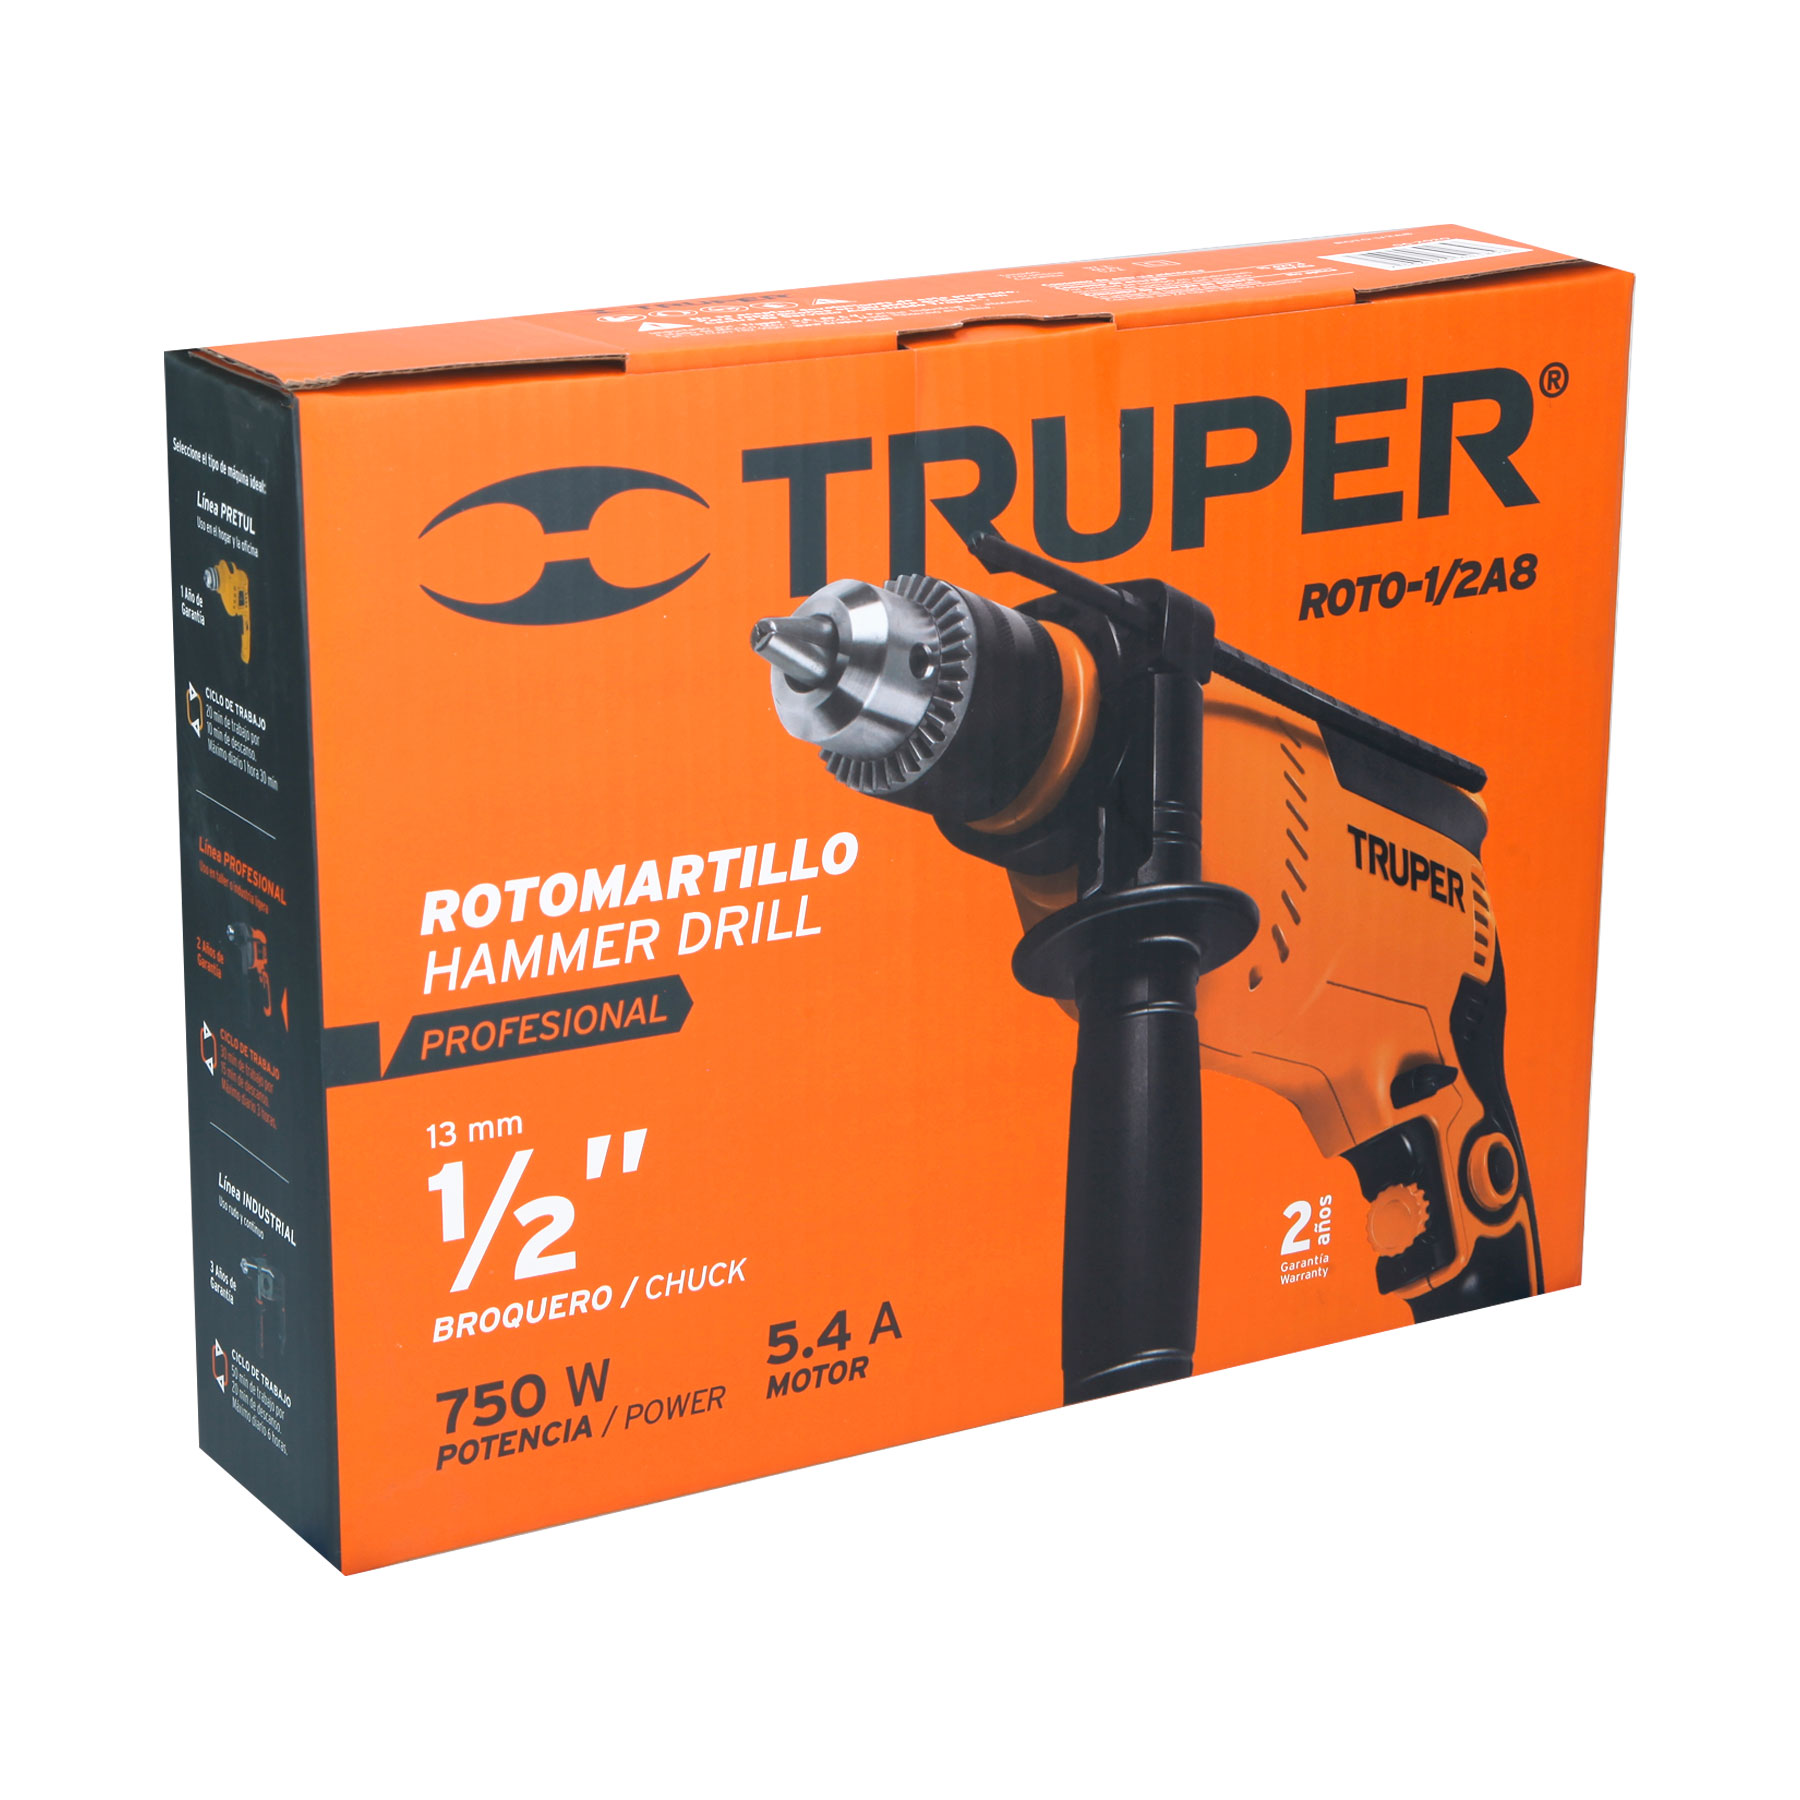 TRUPER
TRUPER®
ROTO-1/2A8
TRUPER
ROTOMARTILLO
HAMMER DRILL
PROFESIONAL
13 mm
1/2"
BROQUERO / CHUCK
750 W
POTENCIA / POWER
5.4 A
MOTOR
2 años
Garantía
Warranty
Seleccione el tipo de máquina ideal:
Línea PRETUL
Uso en el hogar y la oficina
1 Año de
Garantía
CICLO DE TRABAJO
20 min de trabajo por
10 min de descanso.
Máximo diario 1 hora 30 min
Línea PROFESIONAL
Uso en taller o industria ligera
2 Años de
Garantía
CICLO DE TRABAJO
30 min de trabajo por
15 min de descanso.
Máximo diario 3 horas.
Línea INDUSTRIAL
Uso rudo y continuo
3 Años de
Garantía
CICLO DE TRABAJO
50 min de trabajo por
20 min de descanso.
Máximo diario 6 horas.